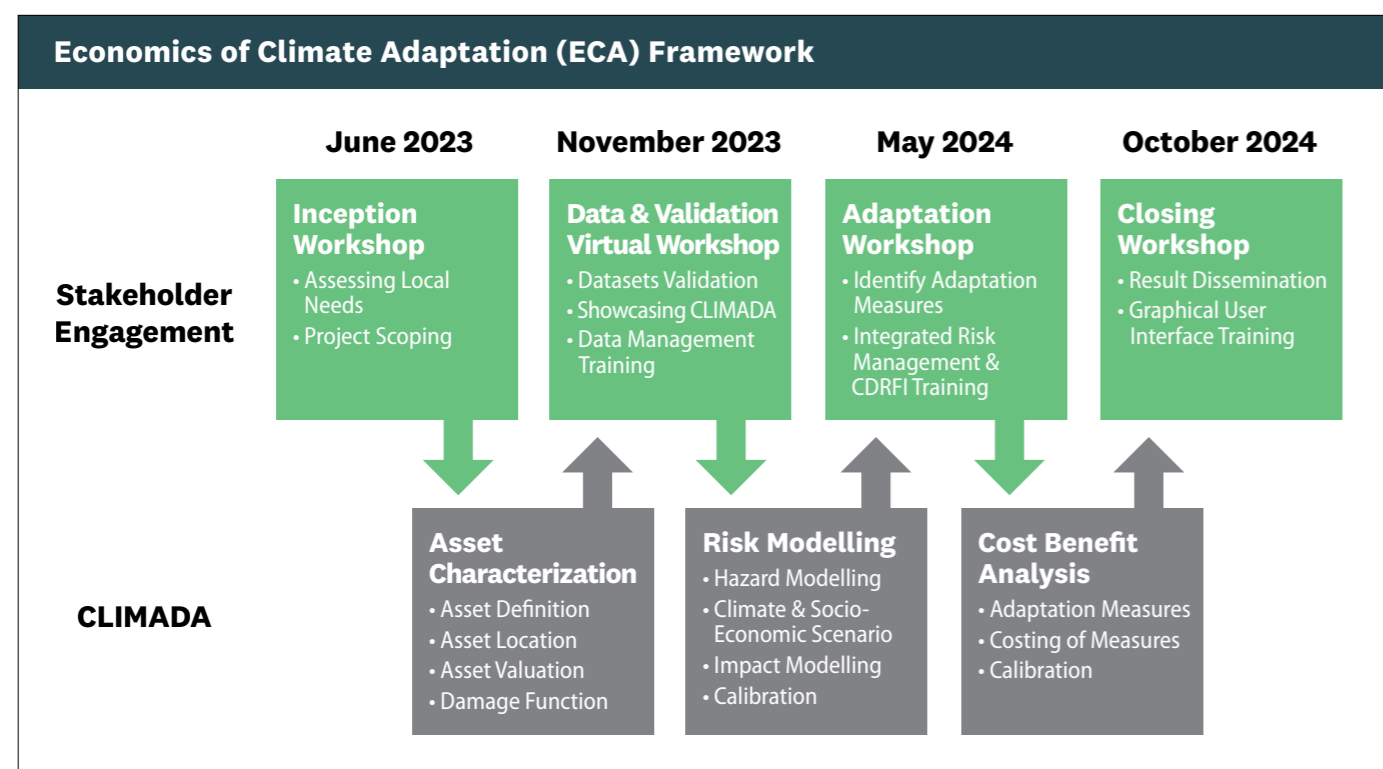 Economics of Climate Adaptation (ECA) Framework
June 2023
November 2023
May 2024
October 2024
Stakeholder
Engagement
Inception
Workshop
• Assessing Local
Needs
• Project Scoping
Data & Validation
Virtual Workshop
• Datasets Validation
• Showcasing CLIMADA
• Data Management
Training
Adaptation
Workshop
• Identify Adaptation
Measures
• Integrated Risk
Management &
CDRFI Training
Closing
Workshop
• Result Dissemination
• Graphical User
Interface Training
CLIMADA
Asset
Characterization
• Asset Definition
• Asset Location
• Asset Valuation
• Damage Function
Risk Modelling
• Hazard Modelling
• Climate & Socio-
Economic Scenario
• Impact Modelling
• Calibration
Cost Benefit
Analysis
• Adaptation Measures
• Costing of Measures
• Calibration